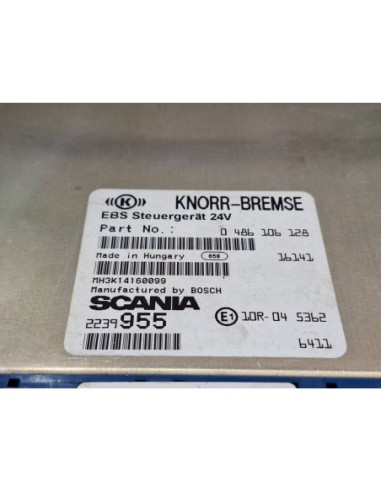 ((K)) KNORR-BREMSE
EBS Steuergerät 24V
Part No.: 0 486 106 128
Made in Hungary 858 16141
MH3K14160099
Manufactured by BOSCH
SCANIA
2239955 E1 10R-04 5362
6411